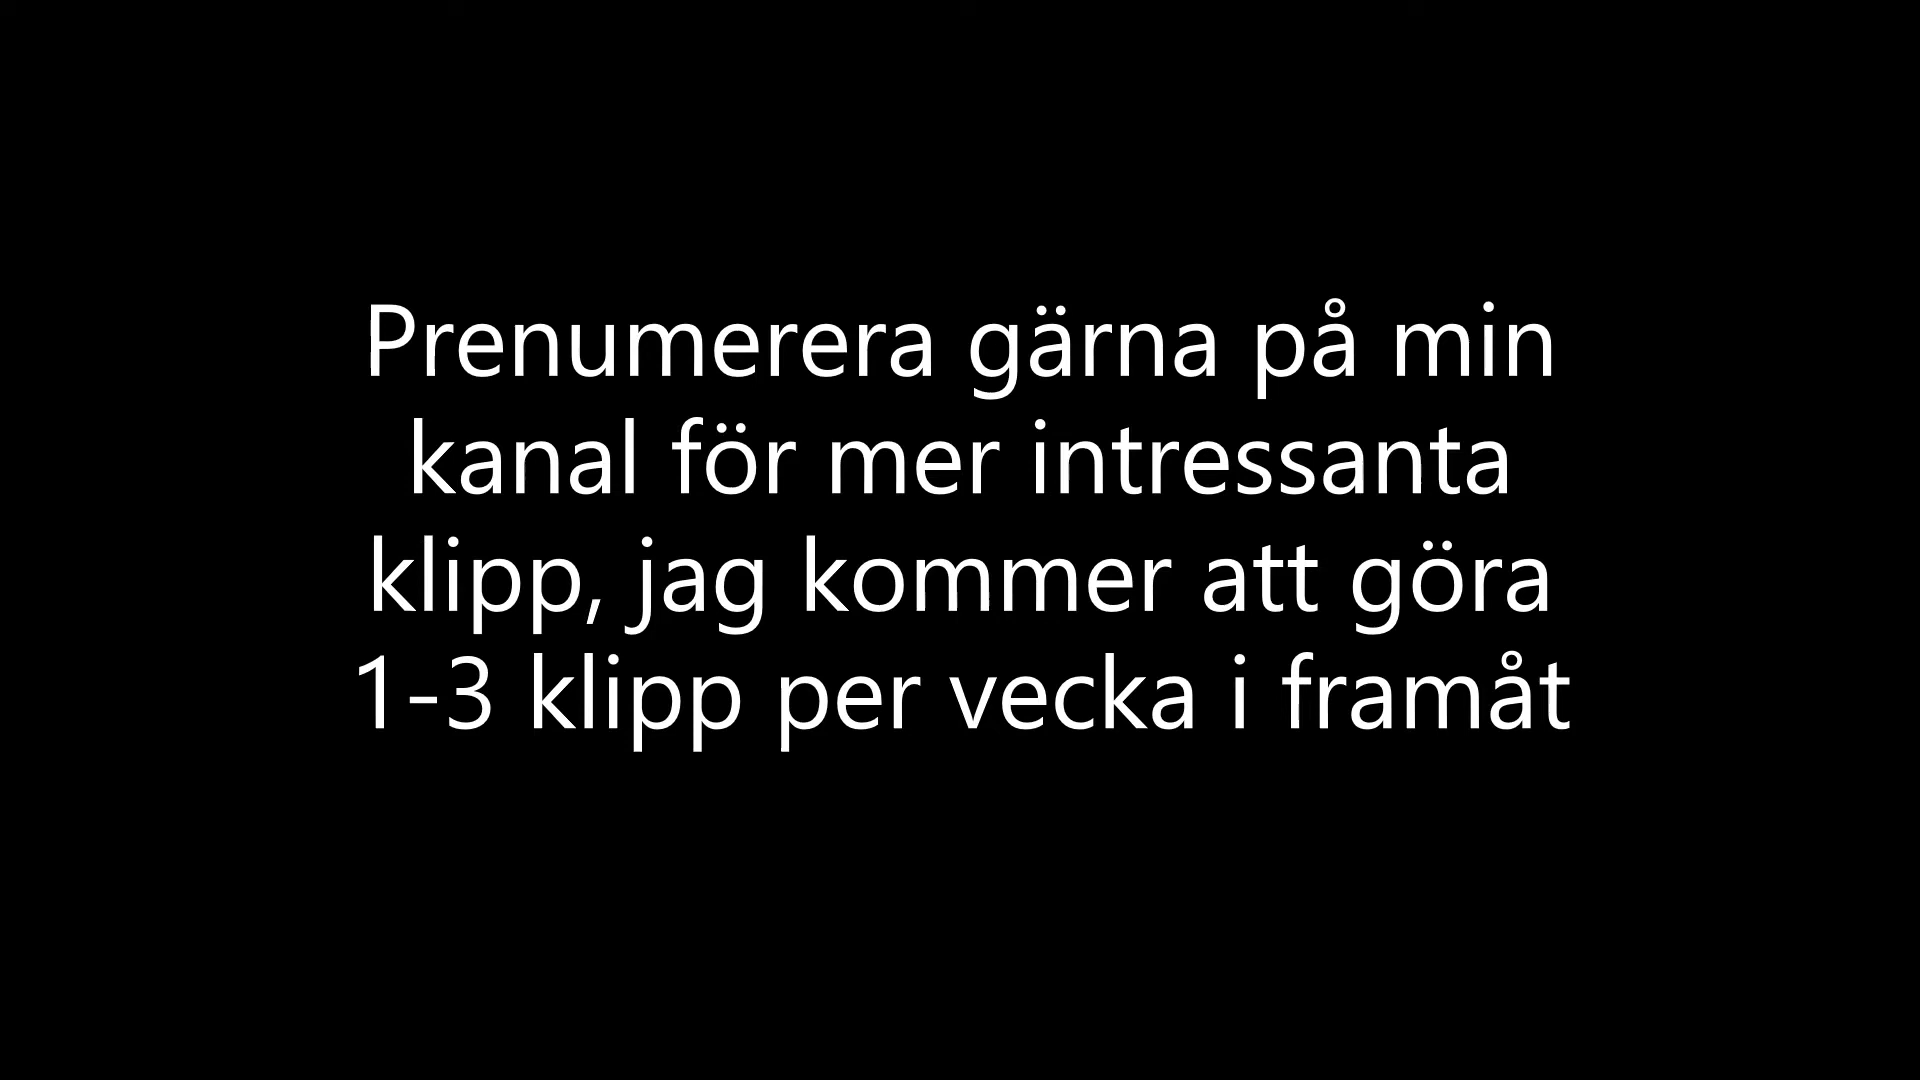 Prenumerera gärna på min
kanal för mer intressanta
klipp, jag kommer att göra
1-3 klipp per vecka i framåt